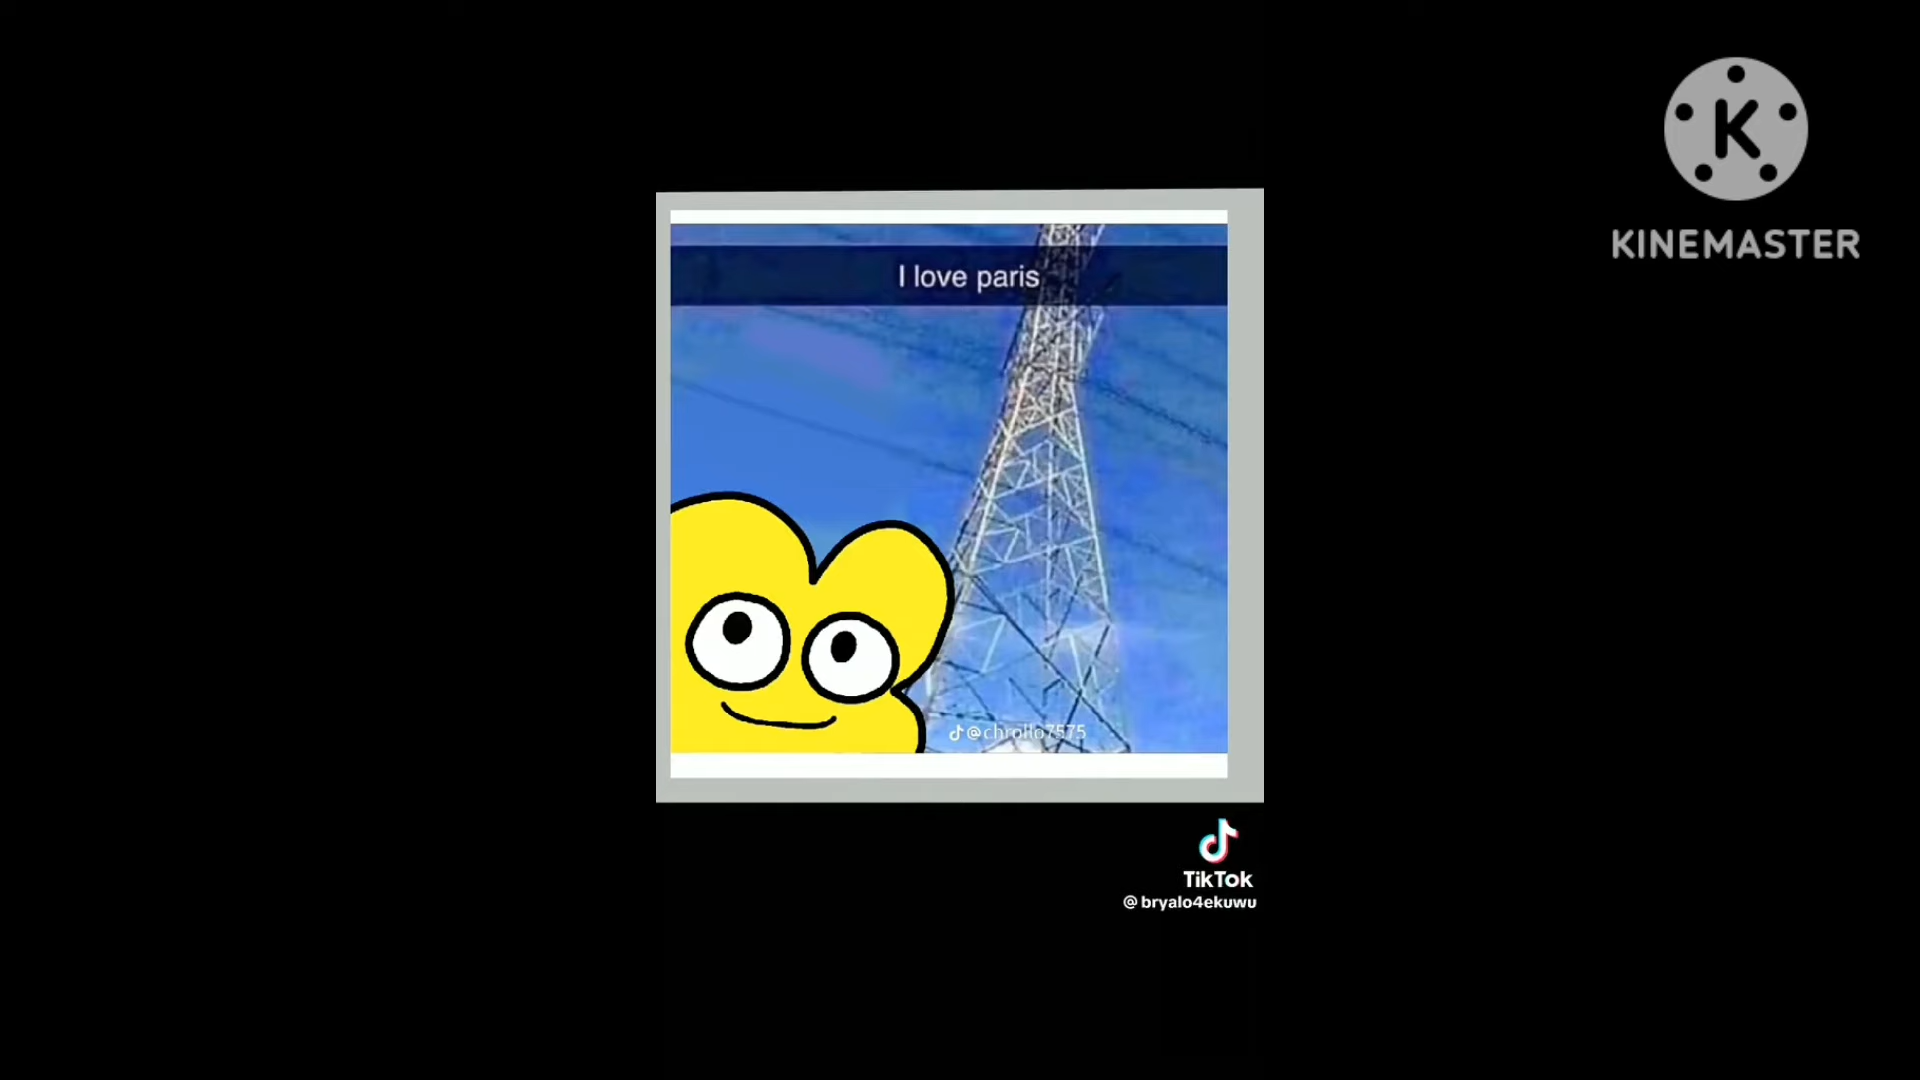 K
KINEMASTER
I love paris
@chrollo7575
TikTok
@bryalo4ekuwu